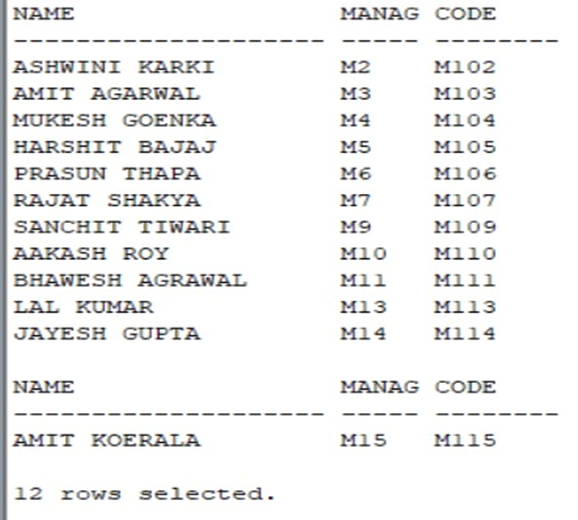 NAME MANAG CODE
-------------------- ----- --------
ASHWINI KARKI M2 M102
AMIT AGARWAL M3 M103
MUKESH GOENKA M4 M104
HARSHIT BAJAJ M5 M105
PRASUN THAPA M6 M106
RAJAT SHAKYA M7 M107
SANCHIT TIWARI M9 M109
AAKASH ROY M10 M110
BHAWESH AGRAWAL M11 M111
LAL KUMAR M13 M113
JAYESH GUPTA M14 M114
NAME MANAG CODE
-------------------- ----- --------
AMIT KOERALA M15 M115
12 rows selected.